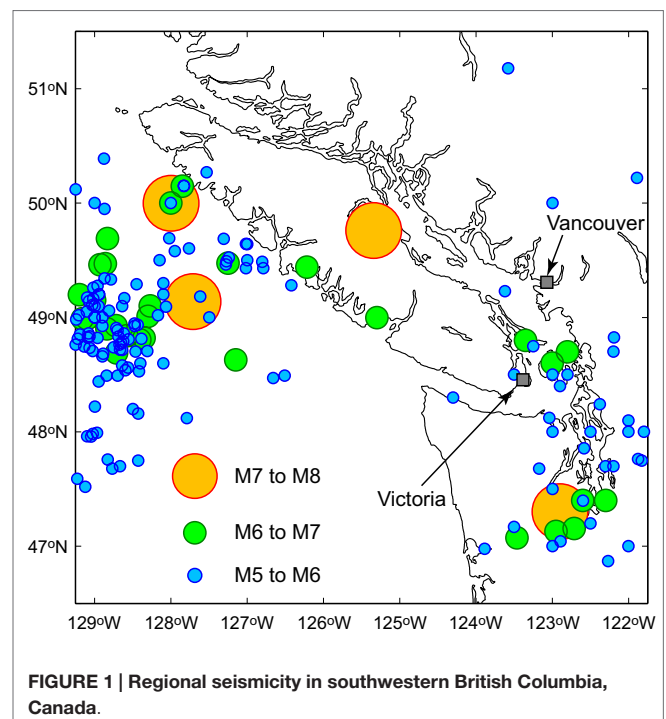 51ºN
50ºN
Vancouver
49ºN
48ºN
M7 to M8
Victoria
M6 to M7
47ºN
M5 to M6
129ºW 128ºW 127ºW 126ºW 125ºW 124ºW 123ºW 122ºW
FIGURE 1 | Regional seismicity in southwestern British Columbia,
Canada.